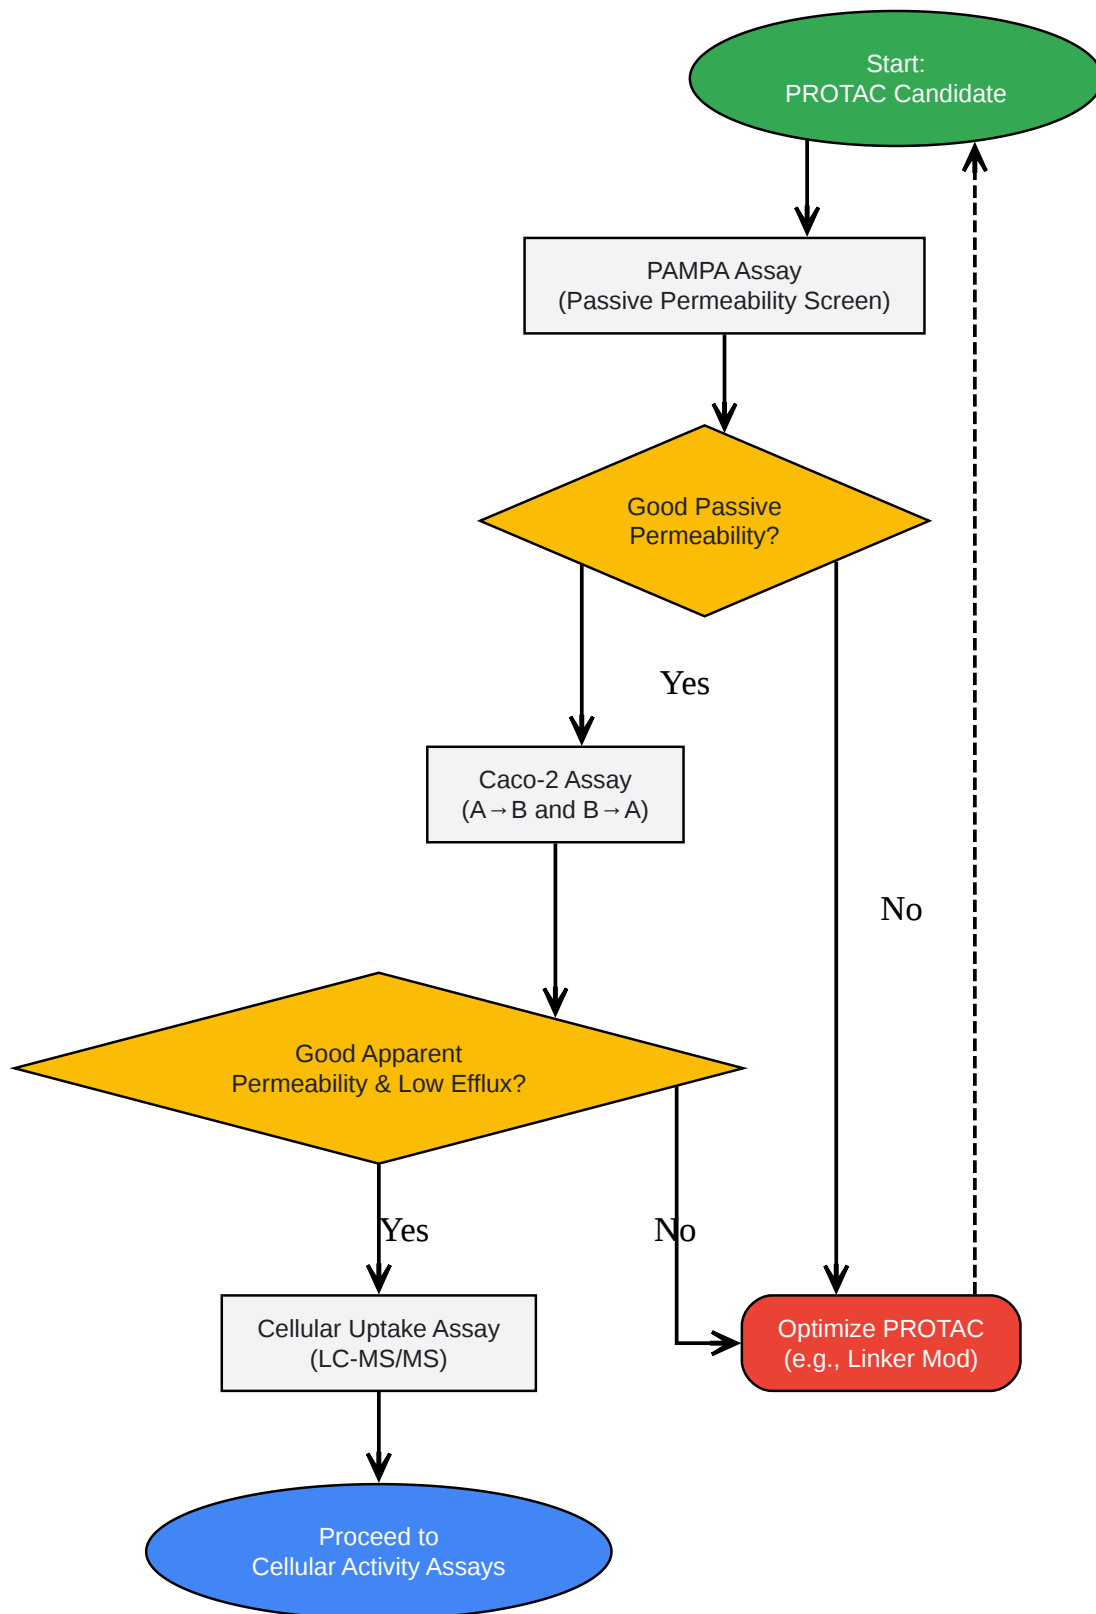 Start:
PROTAC Candidate
PAMPA Assay
(Passive Permeability Screen)
Good Passive
Permeability?
Yes
Caco-2 Assay
(A→B and B→A)
No
Good Apparent
Permeability & Low Efflux?
Yes
No
Cellular Uptake Assay
(LC-MS/MS)
Optimize PROTAC
(e.g., Linker Mod)
Proceed to
Cellular Activity Assays